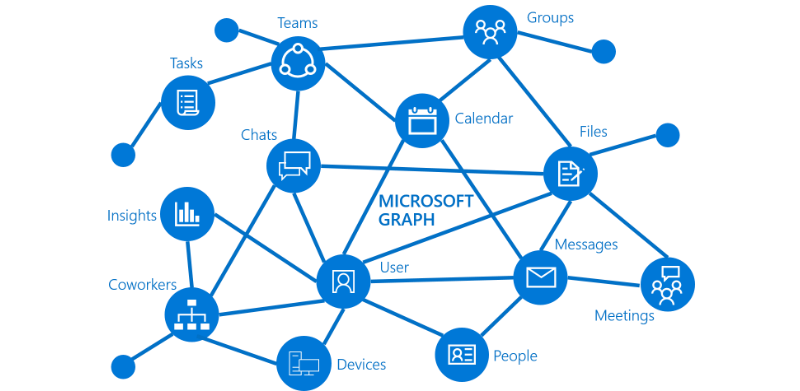 Teams
Groups
Tasks
Calendar
Chats
Files
MICROSOFT
GRAPH
Insights
Messages
User
Coworkers
Meetings
Devices
People